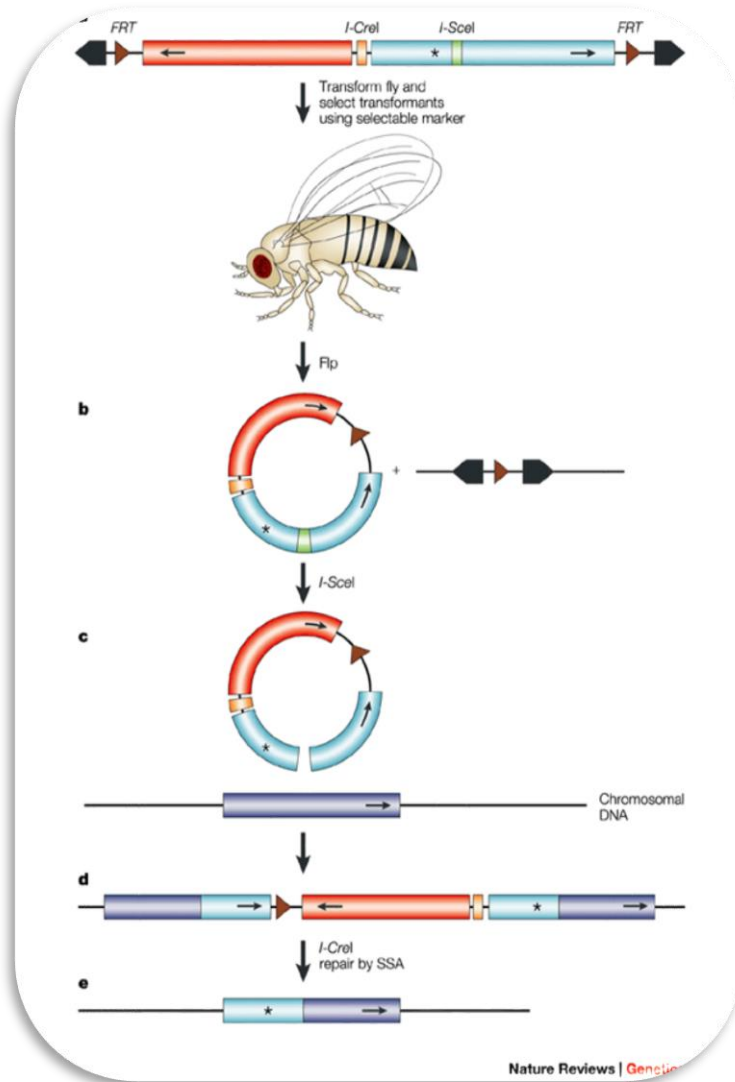 FRT I-CreI I-SceI FRT
*
Transform fly and
select transformants
using selectable marker
Flp
b
+
*
I-SceI
c
*
Chromosomal
DNA
d
*
I-CreI
repair by SSA
e
*
Nature Reviews |